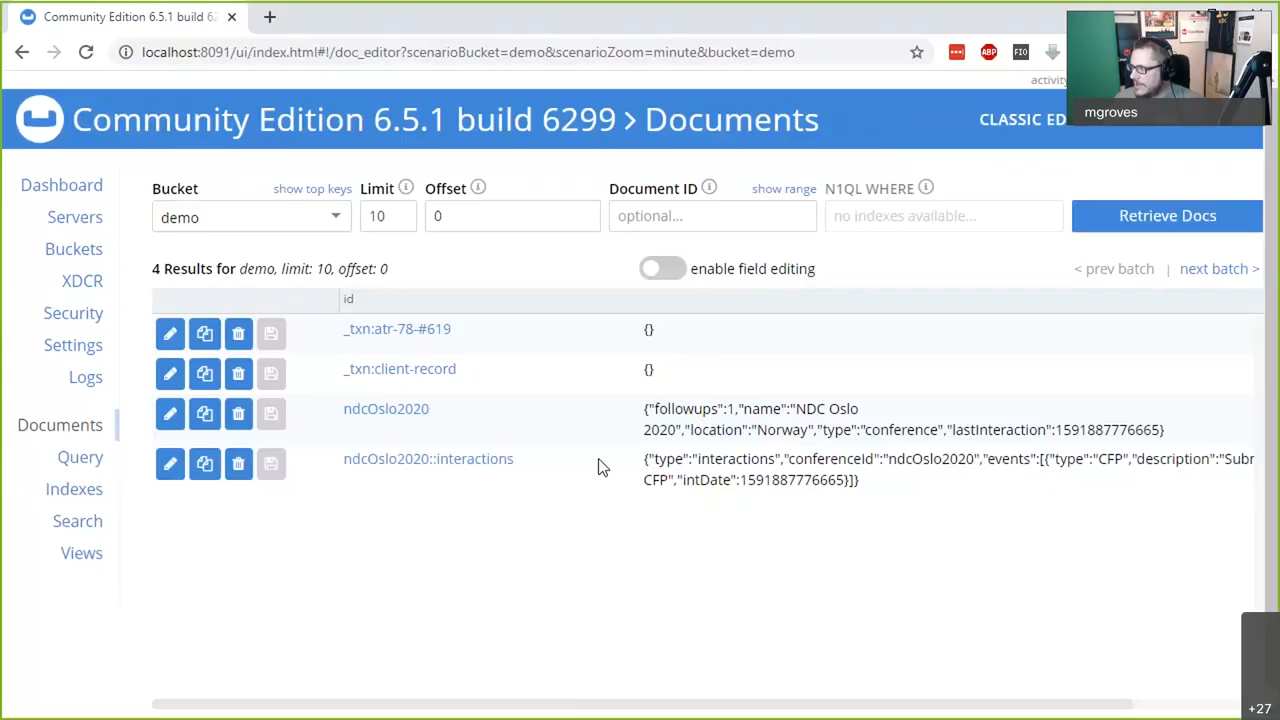 Community Edition 6.5.1 build 62
localhost:8091/ui/index.html#!/doc_editor?scenarioBucket=demo&scenarioZoom=minute&bucket=demo
ABP
FIO
activity
mgroves
Community Edition 6.5.1 build 6299 > Documents
CLASSIC ED
Dashboard
Servers
Buckets
XDCR
Security
Settings
Logs
Documents
Query
Indexes
Search
Views
Bucket show top keys Limit Offset Document ID show range N1QL WHERE
demo 10 0 optional... no indexes available... Retrieve Docs
4 Results for demo, limit: 10, offset: 0 enable field editing < prev batch | next batch >
id
_txn:atr-78-#619 {}
_txn:client-record {}
ndcOslo2020 {"followups":1,"name":"NDC Oslo
2020","location":"Norway","type":"conference","lastInteraction":1591887776665}
ndcOslo2020::interactions {"type":"interactions","conferenceId":"ndcOslo2020","events":[{"type":"CFP","description":"Subr
CFP","intDate":1591887776665}]}
+27